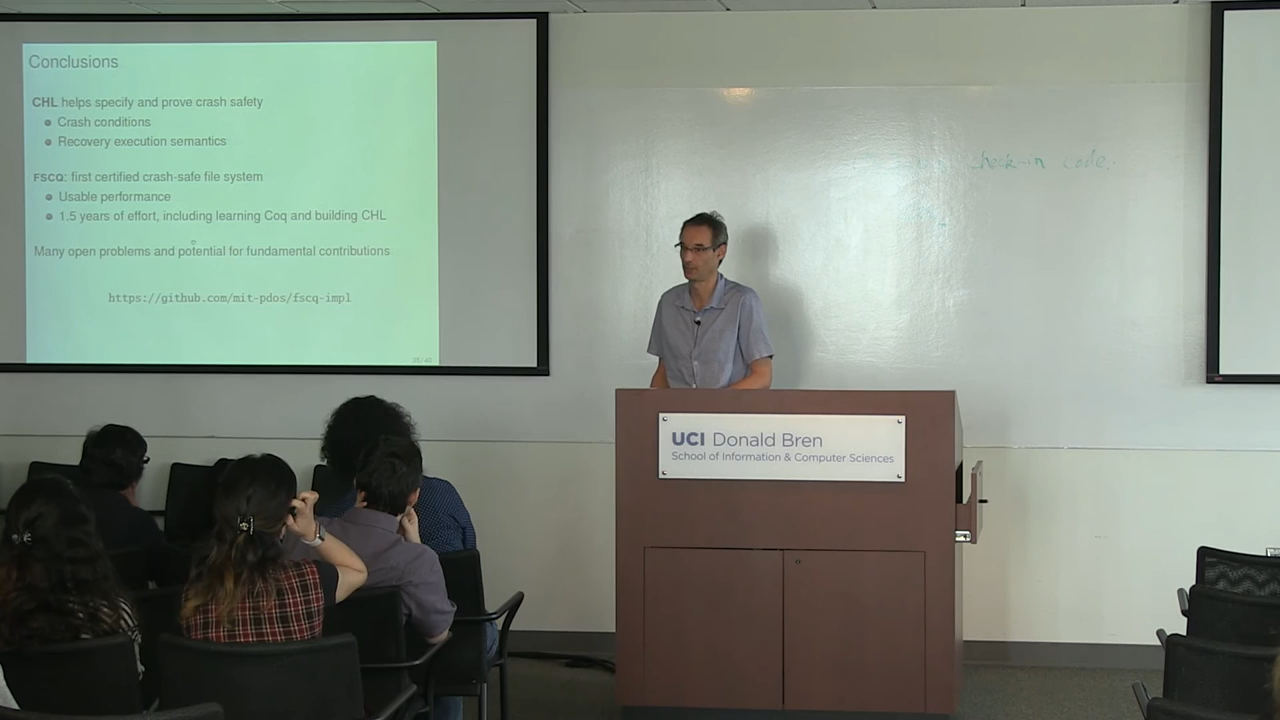 Conclusions
CHL helps specify and prove crash safety
Crash conditions
Recovery execution semantics
FSCQ: first certified crash-safe file system
Usable performance
1.5 years of effort, including learning Coq and building CHL
Many open problems and potential for fundamental contributions
https://github.com/mit-pdos/fscq-impl
35/40
check-in code.
UCI Donald Bren
School of Information & Computer Sciences